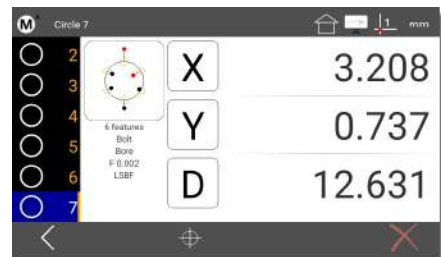 M Circle 7
1 mm
2
3
4
5
6
7
6 features
Bolt
Bore
F 0.002
LSBF
X 3.208
Y 0.737
D 12.631